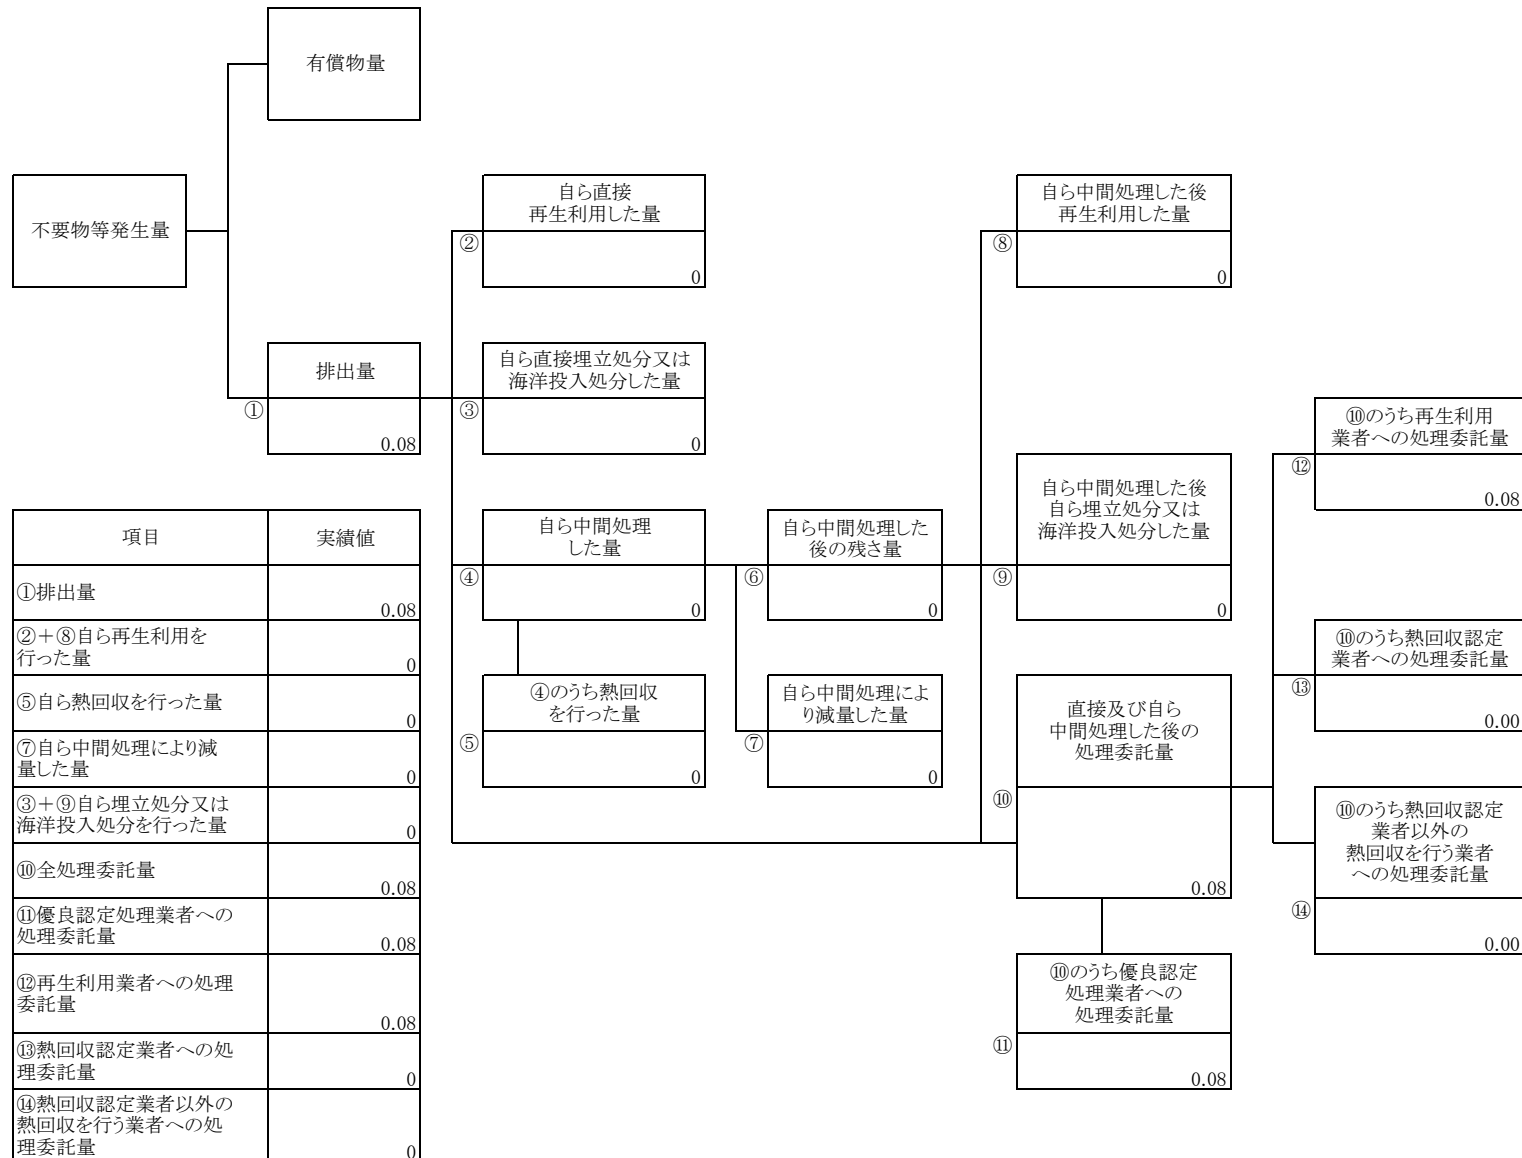 有償物量
不要物等発生量
自ら直接
再生利用した量
②
0
自ら中間処理した後
再生利用した量
⑧
0
排出量
①
0.08
自ら直接埋立処分又は
海洋投入処分した量
③
0
⑩のうち再生利用
業者への処理委託量
⑫
0.08
自ら中間処理した後
自ら埋立処分又は
海洋投入処分した量
⑨
0
自ら中間処理
した量
④
0
自ら中間処理した
後の残さ量
⑥
0
⑩のうち熱回収認定
業者への処理委託量
⑬
0.00
④のうち熱回収
を行った量
⑤
0
自ら中間処理によ
り減量した量
⑦
0
直接及び自ら
中間処理した後の
処理委託量
⑩
0.08
⑩のうち熱回収認定
業者以外の
熱回収を行う業者
への処理委託量
⑭
0.00
⑩のうち優良認定
処理業者への
処理委託量
⑪
0.08
項目 実績値
①排出量
0.08
②+⑧自ら再生利用を
行った量
0
⑤自ら熱回収を行った量
0
⑦自ら中間処理により減
量した量
0
③+⑨自ら埋立処分又は
海洋投入処分を行った量
0
⑩全処理委託量
0.08
⑪優良認定処理業者への
処理委託量
0.08
⑫再生利用業者への処理
委託量
0.08
⑬熱回収認定業者への処
理委託量
0
⑭熱回収認定業者以外の
熱回収を行う業者への処
理委託量
0